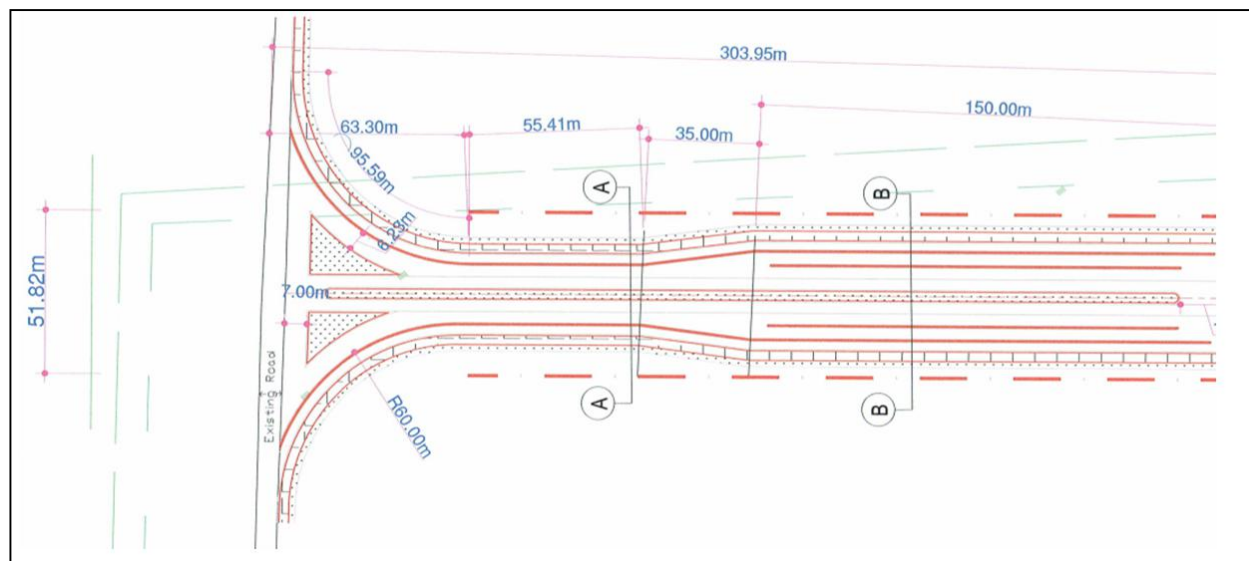 303.95m
150.00m
63.30m
55.41m
35.00m
95.59m
A
B
6.23m
51.82m
7.00m
Existing Road
R60.00m
A
B